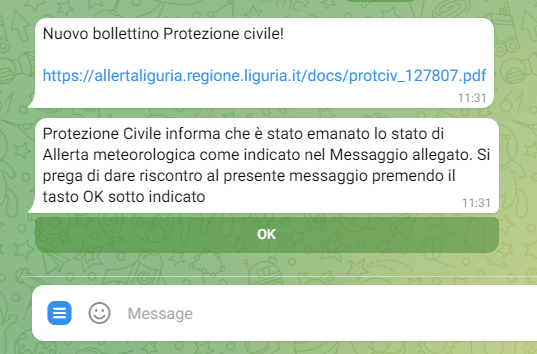 Nuovo bollettino Protezione civile!
https://allertaliguria.regione.liguria.it/docs/protciv_127807.pdf
11:31
Protezione Civile informa che è stato emanato lo stato di
Allerta meteorologica come indicato nel Messaggio allegato. Si
prega di dare riscontro al presente messaggio premendo il
tasto OK sotto indicato
11:31
OK
Message